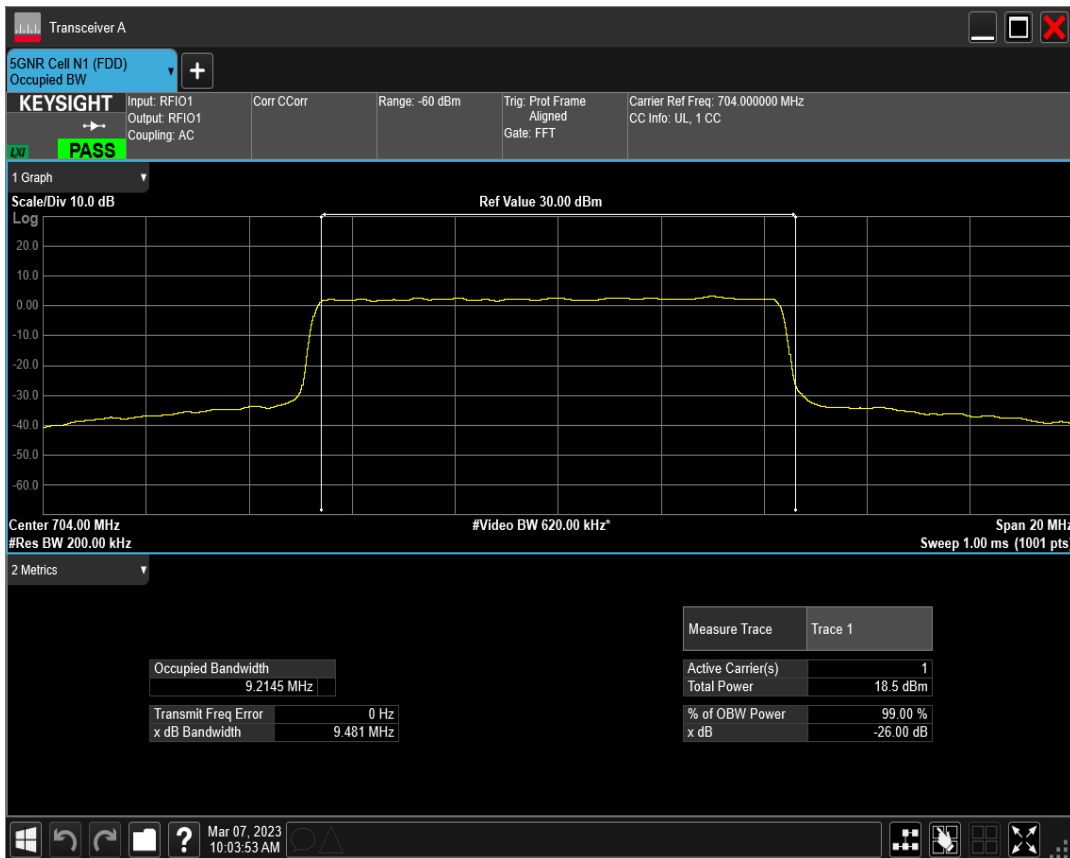 Transceiver A
5GNR Cell N1 (FDD)
Occupied BW
+
KEYSIGHT
LXI
PASS
Input: RFIO1
Output: RFIO1
Coupling: AC
Corr CCorr
Range: -60 dBm
Trig: Prot Frame
Aligned
Gate: FFT
Carrier Ref Freq: 704.000000 MHz
CC Info: UL, 1 CC
1 Graph
Scale/Div 10.0 dB
Ref Value 30.00 dBm
Log
20.0
10.0
0.00
-10.0
-20.0
-30.0
-40.0
-50.0
-60.0
Center 704.00 MHz
#Video BW 620.00 kHz*
Span 20 MHz
#Res BW 200.00 kHz
Sweep 1.00 ms (1001 pts)
2 Metrics
Measure Trace Trace 1
Occupied Bandwidth
9.2145 MHz
Active Carrier(s) 1
Total Power 18.5 dBm
Transmit Freq Error 0 Hz
x dB Bandwidth 9.481 MHz
% of OBW Power 99.00 %
x dB -26.00 dB
?
Mar 07, 2023
10:03:53 AM